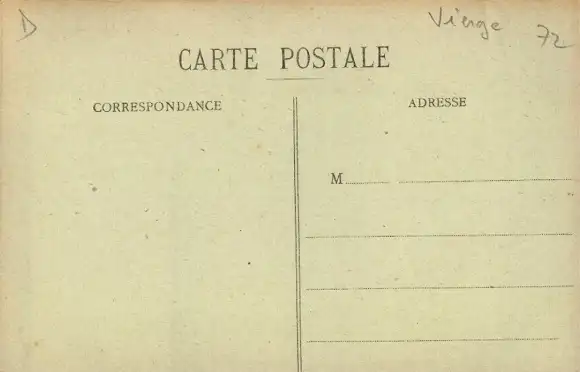 D
Vierge
72
CARTE POSTALE
CORRESPONDANCE
ADRESSE
M